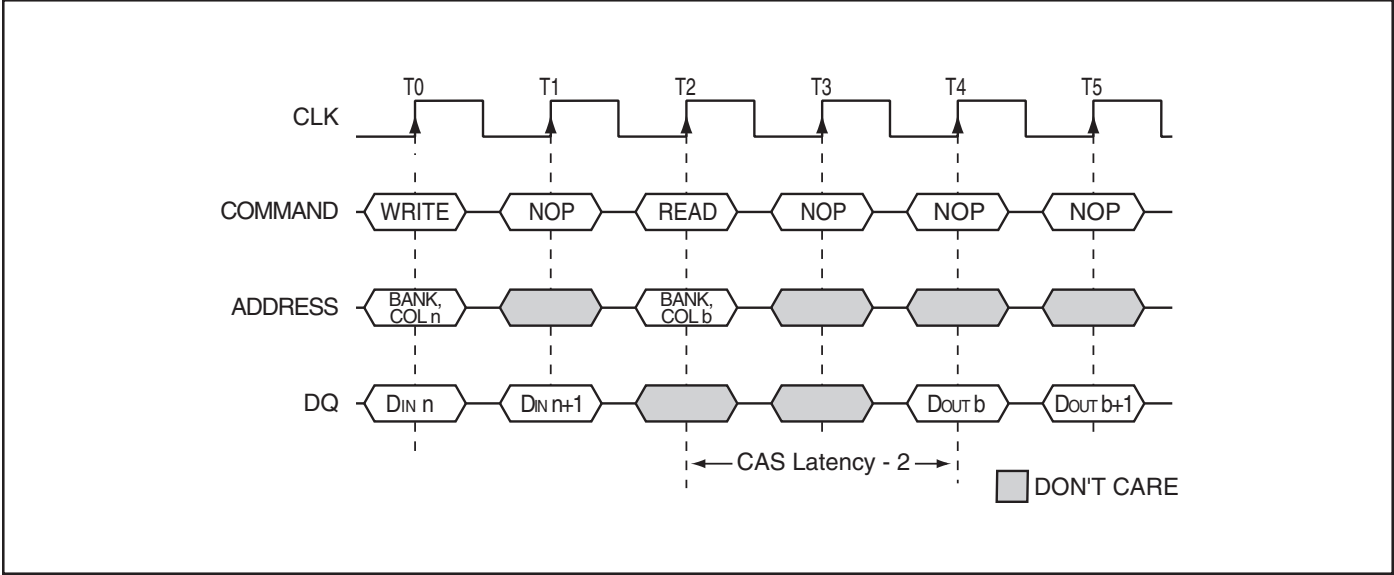 T0 T1 T2 T3 T4 T5
CLK
COMMAND WRITE NOP READ NOP NOP NOP
ADDRESS BANK, COL n BANK, COL b
DQ DIN n DIN n+1 DOUT b DOUT b+1
CAS Latency - 2
DON'T CARE